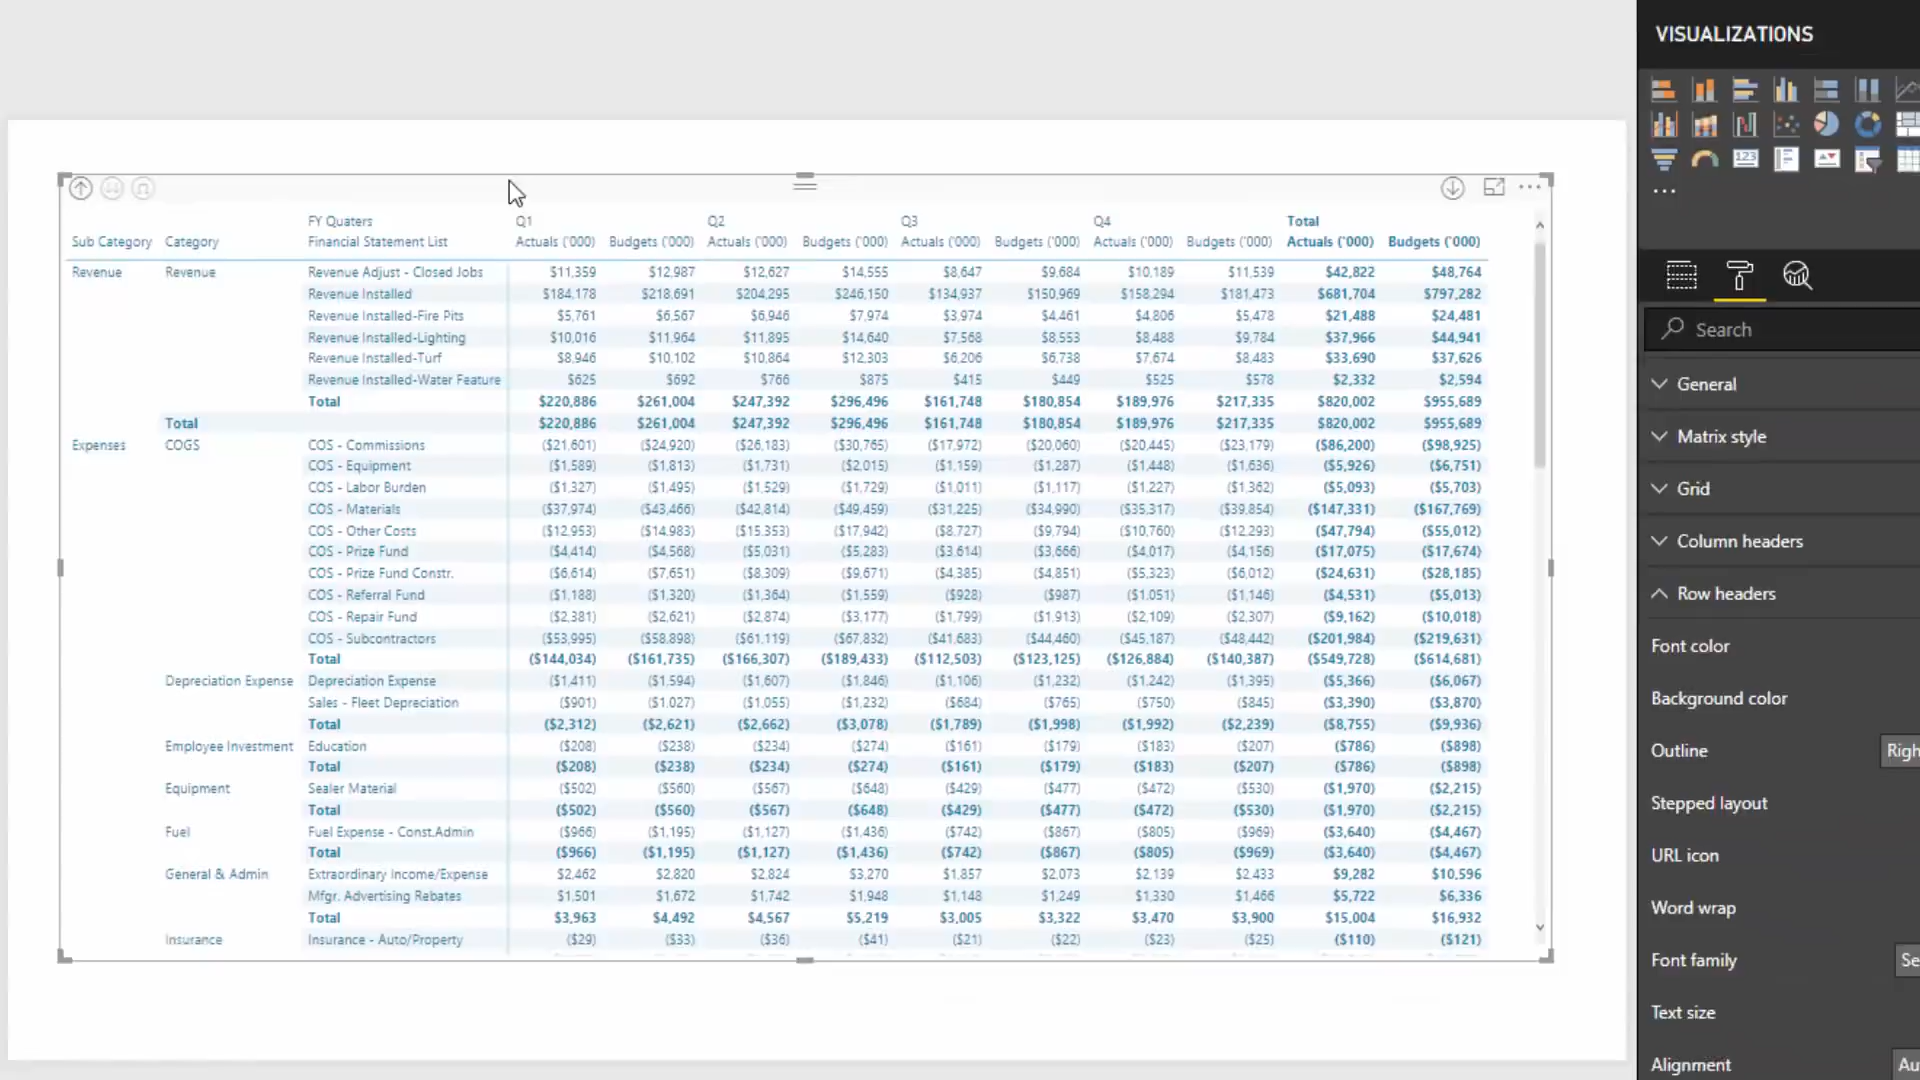 VISUALIZATIONS
FY Quaters Q1 Q2 Q3 Q4 Total
Sub Category Category Financial Statement List Actuals ('000) Budgets ('000) Actuals ('000) Budgets ('000) Actuals ('000) Budgets ('000) Actuals ('000) Budgets ('000) Actuals ('000) Budgets ('000)
Revenue Revenue Revenue Adjust - Closed Jobs $11,359 $12,987 $12,627 $14,555 $8,647 $9,684 $10,189 $11,539 $42,822 $48,764
Revenue Installed $184,178 $218,691 $204,295 $246,150 $134,937 $150,969 $158,294 $181,473 $681,704 $797,282
Revenue Installed-Fire Pits $5,761 $6,567 $6,946 $7,974 $3,974 $4,461 $4,806 $5,478 $21,488 $24,481
Revenue Installed-Lighting $10,016 $11,964 $11,895 $14,640 $7,568 $8,553 $8,488 $9,784 $37,966 $44,941
Revenue Installed-Turf $8,946 $10,102 $10,864 $12,303 $6,206 $6,738 $7,674 $8,483 $33,690 $37,626
Revenue Installed-Water Feature $625 $692 $766 $875 $415 $449 $525 $578 $2,332 $2,594
Total $220,886 $261,004 $247,392 $296,496 $161,748 $180,854 $189,976 $217,335 $820,002 $955,689
Total $220,886 $261,004 $247,392 $296,496 $161,748 $180,854 $189,976 $217,335 $820,002 $955,689
Expenses COGS COS - Commissions ($21,601) ($24,920) ($26,183) ($30,765) ($17,972) ($20,060) ($20,445) ($23,179) ($86,200) ($98,925)
COS - Equipment ($1,589) ($1,813) ($1,731) ($2,015) ($1,159) ($1,287) ($1,448) ($1,636) ($5,926) ($6,751)
COS - Labor Burden ($1,327) ($1,495) ($1,529) ($1,729) ($1,011) ($1,117) ($1,227) ($1,362) ($5,093) ($5,703)
COS - Materials ($37,974) ($43,466) ($42,814) ($49,459) ($31,225) ($34,990) ($35,317) ($39,854) ($147,331) ($167,769)
COS - Other Costs ($12,953) ($14,983) ($15,353) ($17,942) ($8,727) ($9,794) ($10,760) ($12,293) ($47,794) ($55,012)
COS - Prize Fund ($4,414) ($4,568) ($5,031) ($5,283) ($3,614) ($3,666) ($4,017) ($4,156) ($17,075) ($17,674)
COS - Prize Fund Constr. ($6,614) ($7,651) ($8,309) ($9,671) ($4,385) ($4,851) ($5,323) ($6,012) ($24,631) ($28,185)
COS - Referral Fund ($1,188) ($1,320) ($1,364) ($1,559) ($928) ($987) ($1,051) ($1,146) ($4,531) ($5,013)
COS - Repair Fund ($2,381) ($2,621) ($2,874) ($3,177) ($1,799) ($1,913) ($2,109) ($2,307) ($9,162) ($10,018)
COS - Subcontractors ($53,995) ($58,898) ($61,119) ($67,832) ($41,683) ($44,460) ($45,187) ($48,442) ($201,984) ($219,631)
Total ($144,034) ($161,735) ($166,307) ($189,433) ($112,503) ($123,125) ($126,884) ($140,387) ($549,728) ($614,681)
Depreciation Expense Depreciation Expense ($1,411) ($1,594) ($1,607) ($1,846) ($1,106) ($1,232) ($1,242) ($1,395) ($5,366) ($6,067)
Sales - Fleet Depreciation ($901) ($1,027) ($1,055) ($1,232) ($684) ($765) ($750) ($845) ($3,390) ($3,870)
Total ($2,312) ($2,621) ($2,662) ($3,078) ($1,789) ($1,998) ($1,992) ($2,239) ($8,755) ($9,936)
Employee Investment Education ($208) ($238) ($234) ($274) ($161) ($179) ($183) ($207) ($786) ($898)
Total ($208) ($238) ($234) ($274) ($161) ($179) ($183) ($207) ($786) ($898)
Equipment Sealer Material ($502) ($560) ($567) ($648) ($429) ($477) ($472) ($530) ($1,970) ($2,215)
Total ($502) ($560) ($567) ($648) ($429) ($477) ($472) ($530) ($1,970) ($2,215)
Fuel Fuel Expense - Const.Admin ($966) ($1,195) ($1,127) ($1,436) ($742) ($867) ($805) ($969) ($3,640) ($4,467)
Total ($966) ($1,195) ($1,127) ($1,436) ($742) ($867) ($805) ($969) ($3,640) ($4,467)
General & Admin Extraordinary Income/Expense $2,462 $2,820 $2,824 $3,270 $1,857 $2,073 $2,139 $2,433 $9,282 $10,596
Mfgr. Advertising Rebates $1,501 $1,672 $1,742 $1,948 $1,148 $1,249 $1,330 $1,466 $5,722 $6,336
Total $3,963 $4,492 $4,567 $5,219 $3,005 $3,322 $3,470 $3,900 $15,004 $16,932
Insurance Insurance - Auto/Property ($29) ($33) ($36) ($41) ($21) ($22) ($23) ($25) ($110) ($121)
123
Search
General
Matrix style
Grid
Column headers
Row headers
Font color
Background color
Outline Righ
Stepped layout
URL icon
Word wrap
Font family Se
Text size
Alignment Au